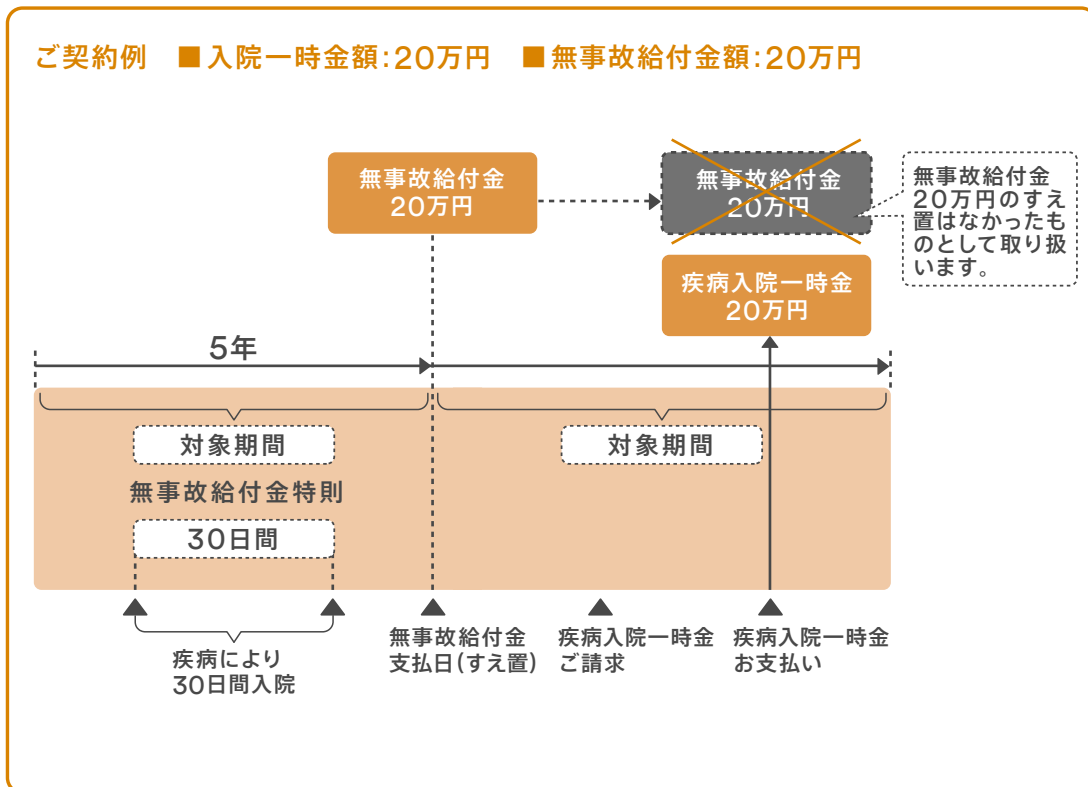 ご契約例 ■入院一時金額:20万円 ■無事故給付金額:20万円
無事故給付金
20万円
無事故給付金
20万円
無事故給付金
20万円のすえ
置はなかったも
のとして取り扱
います。
疾病入院一時金
20万円
5年
対象期間
対象期間
無事故給付金特則
30日間
疾病により
30日間入院
無事故給付金
支払日(すえ置)
疾病入院一時金
ご請求
疾病入院一時金
お支払い